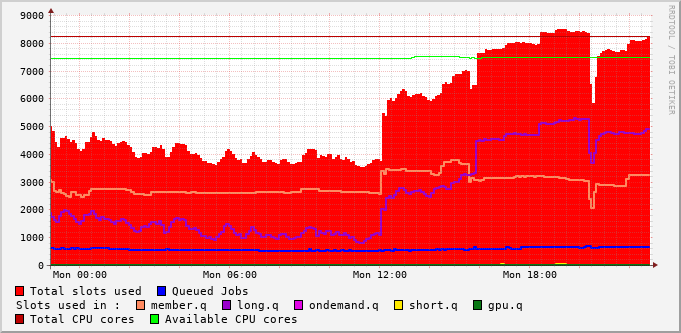 9000
8000
7000
6000
5000
4000
3000
2000
1000
0
Mon 00:00 Mon 06:00 Mon 12:00 Mon 18:00
RRDTOOL / TOBI OETIKER
Total slots used Queued Jobs
Slots used in : member.q long.q ondemand.q short.q gpu.q
Total CPU cores Available CPU cores